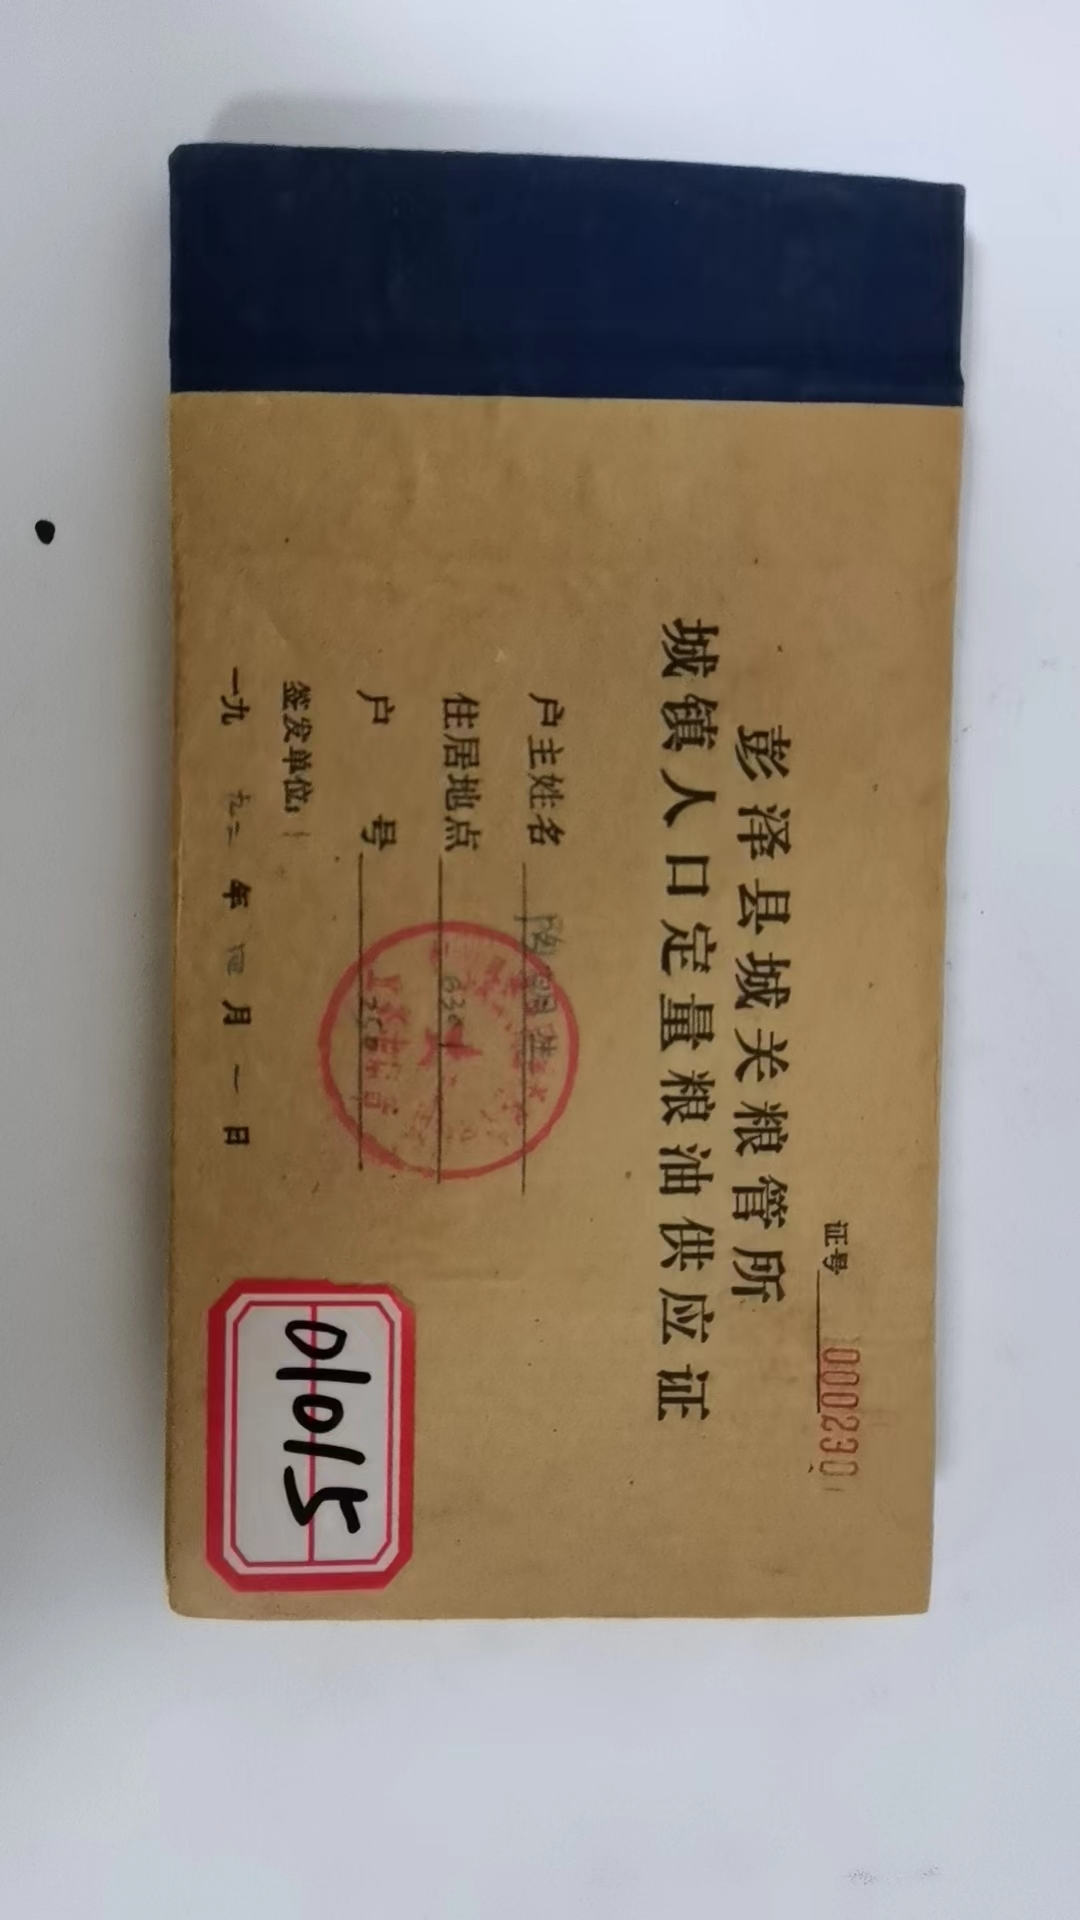 证号 000230
彭泽县城关粮管所
城镇人口定量粮油供应证
户主姓名 陶
住居地点 630
户 号
签发单位：
一九九二年四月一日
01015